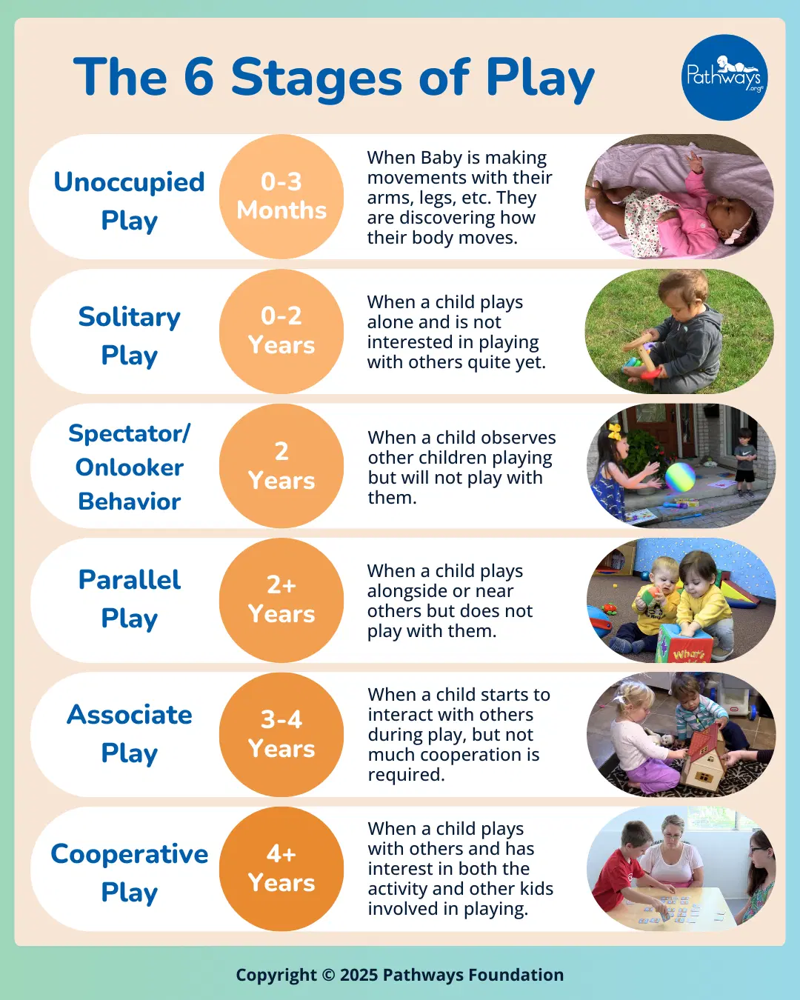 The 6 Stages of Play
Pathways
.org®
Unoccupied
Play
0-3
Months
When Baby is making
movements with their
arms, legs, etc. They
are discovering how
their body moves.
Solitary
Play
0-2
Years
When a child plays
alone and is not
interested in playing
with others quite yet.
Spectator/
Onlooker
Behavior
2
Years
When a child observes
other children playing
but will not play with
them.
Parallel
Play
2+
Years
When a child plays
alongside or near
others but does not
play with them.
What's
Associate
Play
3-4
Years
When a child starts to
interact with others
during play, but not
much cooperation is
required.
Cooperative
Play
4+
Years
When a child plays
with others and has
interest in both the
activity and other kids
involved in playing.
Copyright © 2025 Pathways Foundation